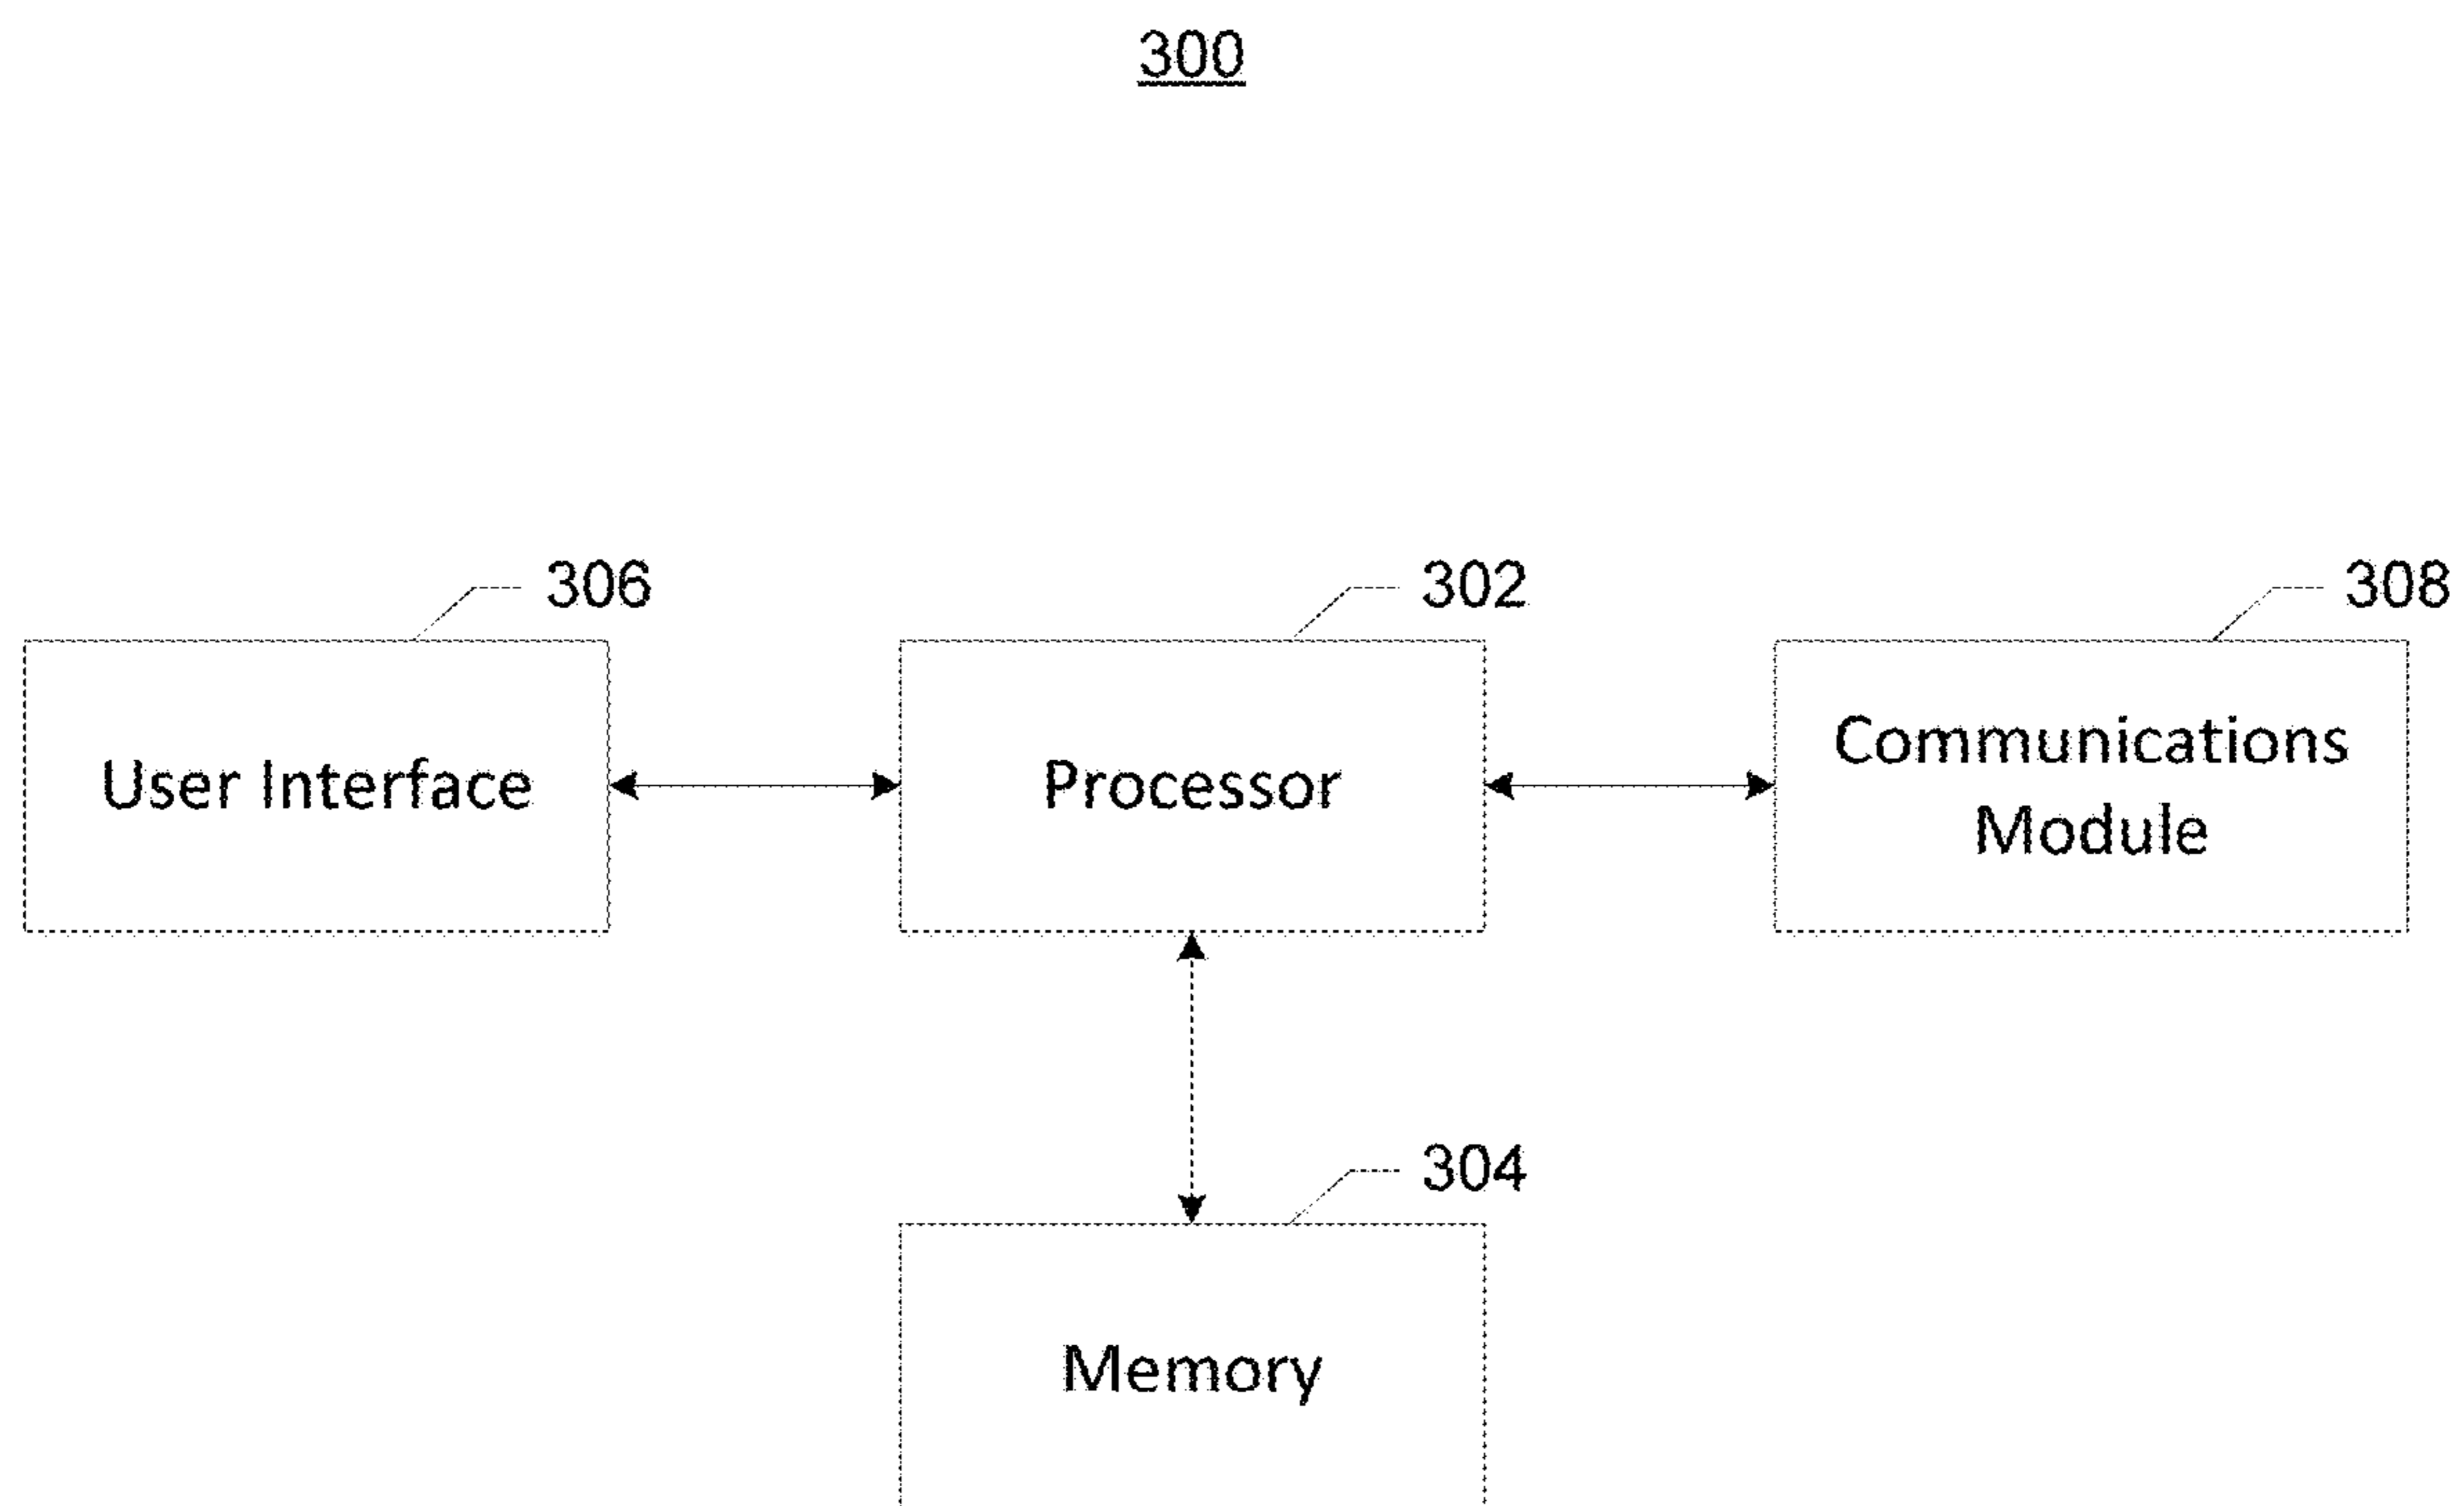 300
306
302
308
User Interface
Processor
Communications
Module
304
Memory